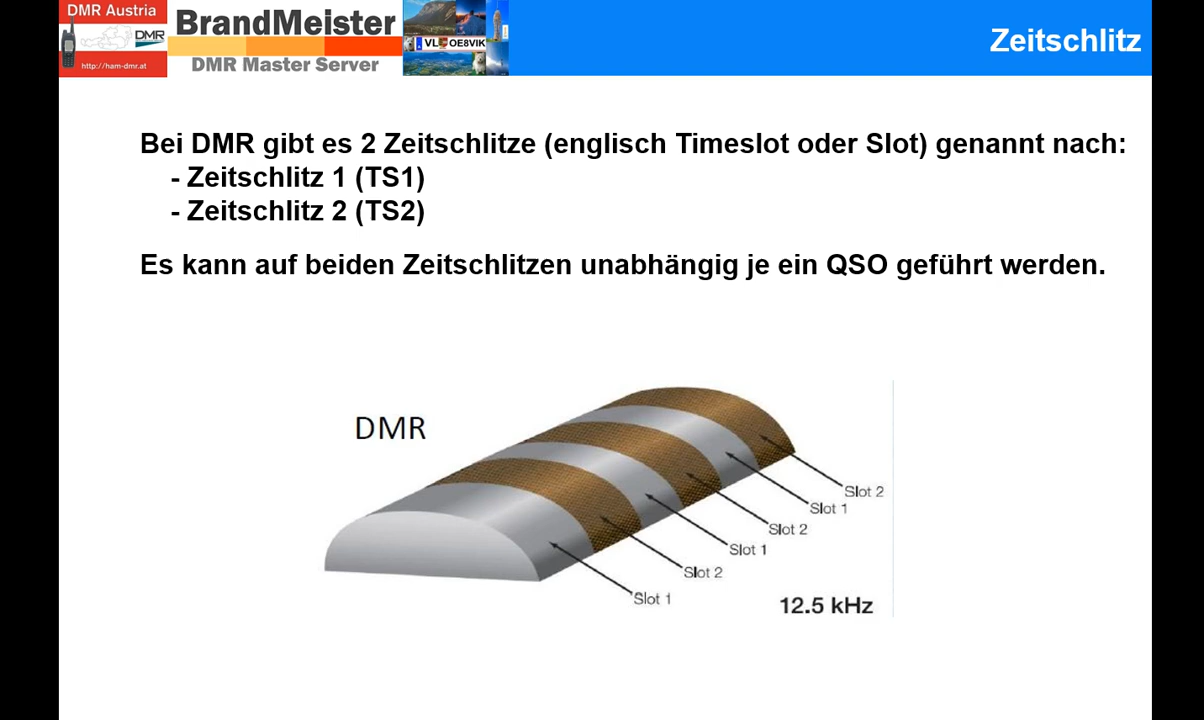 DMR Austria
DMR
http://ham-dmr.at
BrandMeister
DMR Master Server
VL OE8VIK
Zeitschlitz
Bei DMR gibt es 2 Zeitschlitze (englisch Timeslot oder Slot) genannt nach:
- Zeitschlitz 1 (TS1)
- Zeitschlitz 2 (TS2)
Es kann auf beiden Zeitschlitzen unabhängig je ein QSO geführt werden.
DMR
Slot 2
Slot 1
Slot 2
Slot 1
Slot 2
Slot 1
12.5 kHz